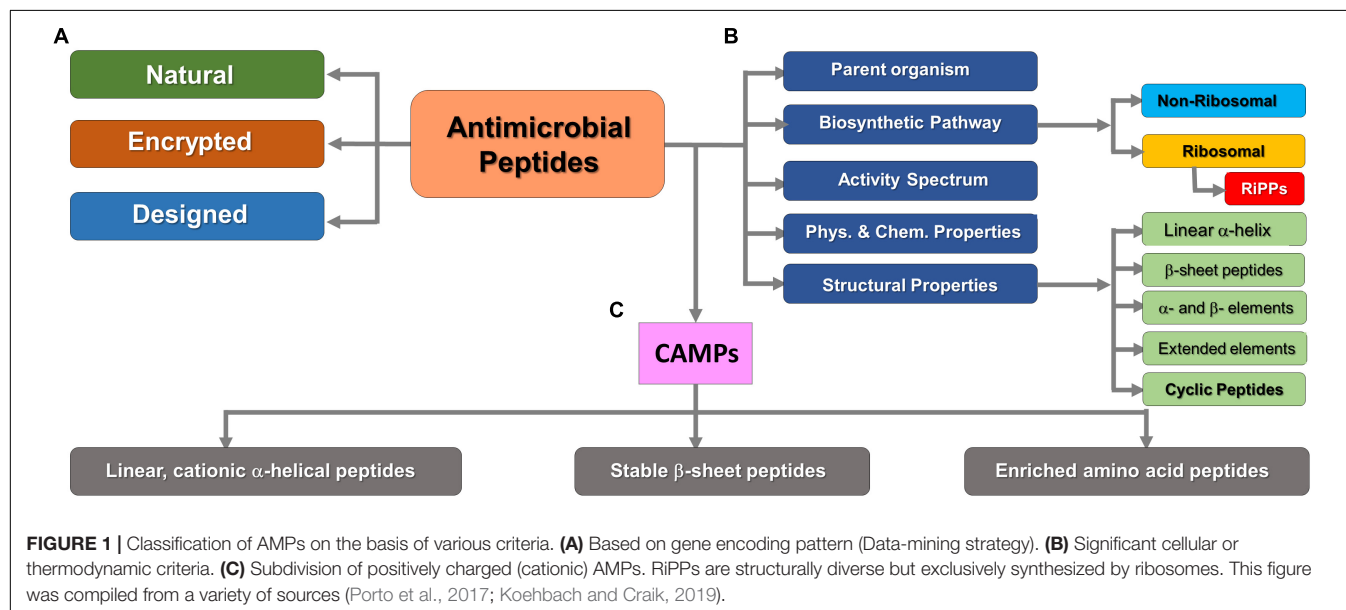 A
Natural
Encrypted
Designed
Antimicrobial
Peptides
B
Parent organism
Biosynthetic Pathway
Activity Spectrum
Phys. & Chem. Properties
Structural Properties
Non-Ribosomal
Ribosomal
RiPPs
Linear α-helix
β-sheet peptides
α- and β- elements
Extended elements
Cyclic Peptides
C
CAMPs
Linear, cationic α-helical peptides
Stable β-sheet peptides
Enriched amino acid peptides
FIGURE 1 | Classification of AMPs on the basis of various criteria. (A) Based on gene encoding pattern (Data-mining strategy). (B) Significant cellular or
thermodynamic criteria. (C) Subdivision of positively charged (cationic) AMPs. RiPPs are structurally diverse but exclusively synthesized by ribosomes. This figure
was compiled from a variety of sources (Porto et al., 2017; Koehbach and Craik, 2019).